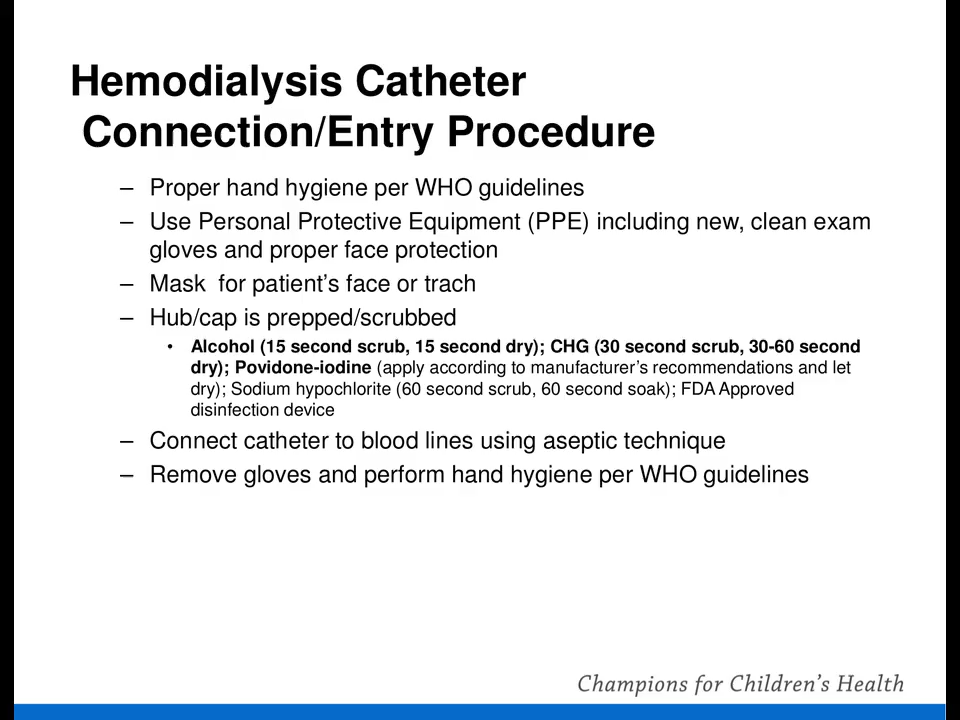 Hemodialysis Catheter
Connection/Entry Procedure
– Proper hand hygiene per WHO guidelines
– Use Personal Protective Equipment (PPE) including new, clean exam
gloves and proper face protection
– Mask for patient's face or trach
– Hub/cap is prepped/scrubbed
• Alcohol (15 second scrub, 15 second dry); CHG (30 second scrub, 30-60 second
dry); Povidone-iodine (apply according to manufacturer's recommendations and let
dry); Sodium hypochlorite (60 second scrub, 60 second soak); FDA Approved
disinfection device
– Connect catheter to blood lines using aseptic technique
– Remove gloves and perform hand hygiene per WHO guidelines
Champions for Children's Health